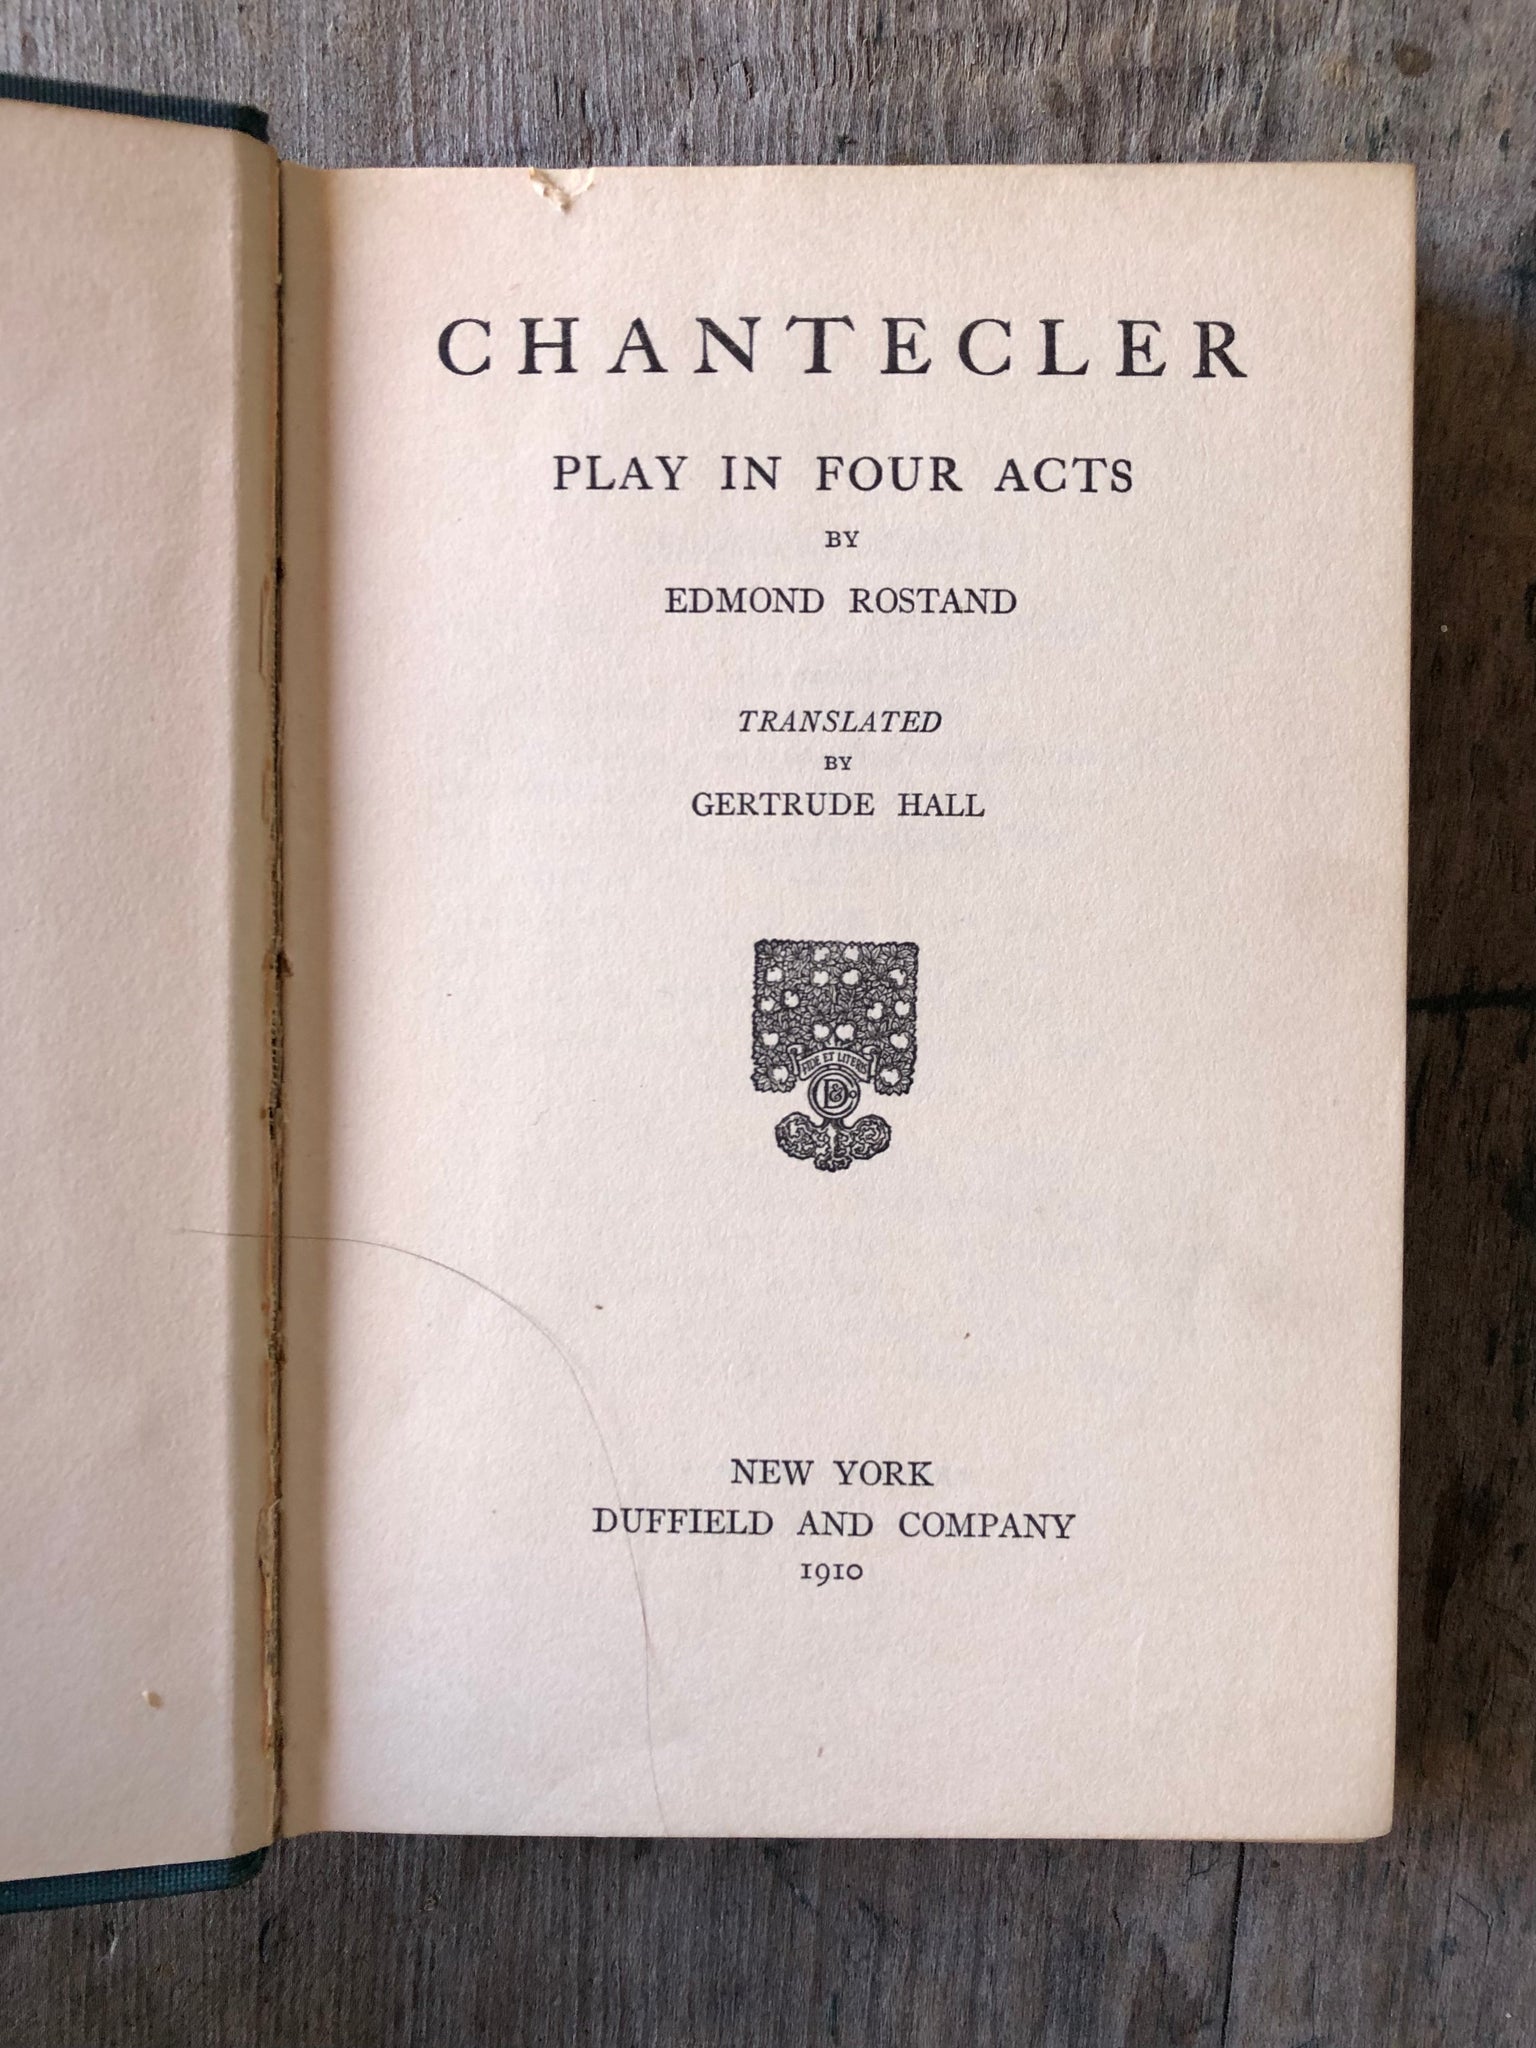 CHANTECLER
PLAY IN FOUR ACTS
BY
EDMOND ROSTAND
TRANSLATED
BY
GERTRUDE HALL
FIDE ET LITERIS
D & Co
NEW YORK
DUFFIELD AND COMPANY
1910